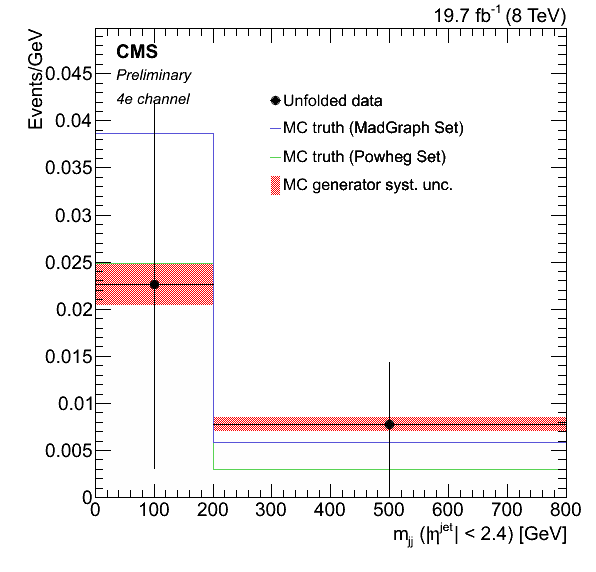 19.7 fb⁻¹ (8 TeV)
Events/GeV
CMS
Preliminary
4e channel
Unfolded data
MC truth (MadGraph Set)
MC truth (Powheg Set)
MC generator syst. unc.
0.045
0.04
0.035
0.03
0.025
0.02
0.015
0.01
0.005
0
0 100 200 300 400 500 600 700 800
m_jj (|η^jet| < 2.4) [GeV]